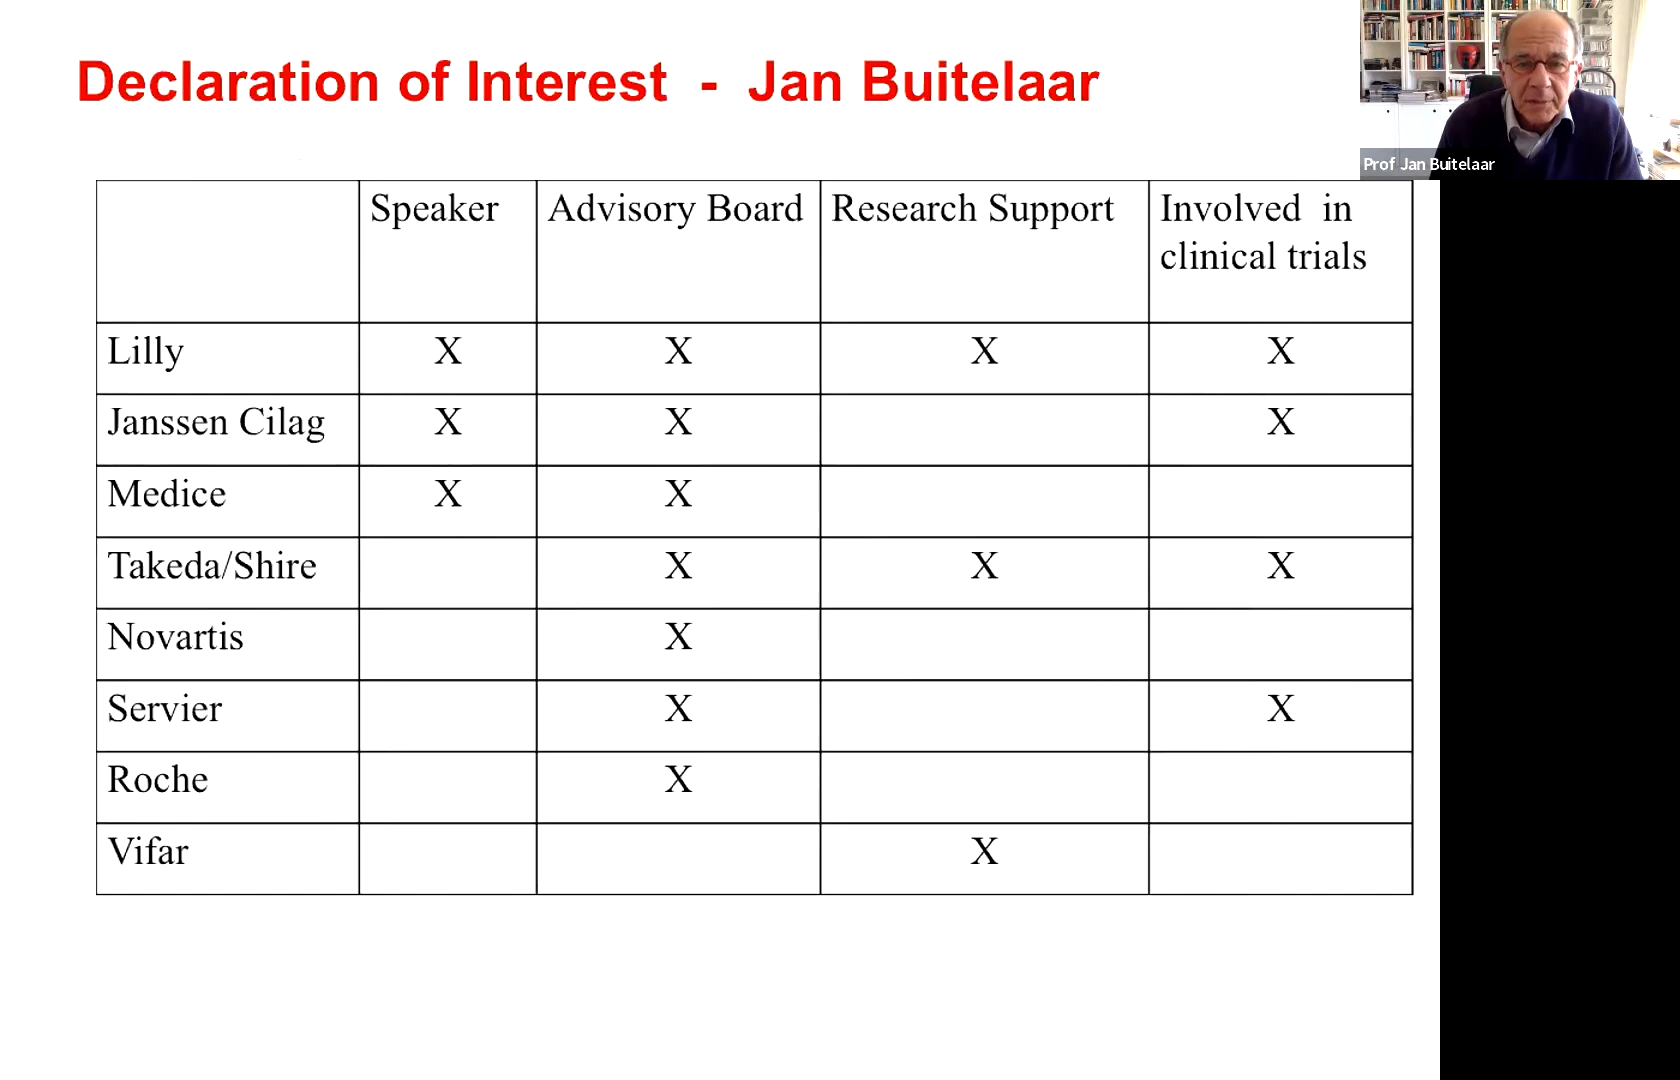 Declaration of Interest - Jan Buitelaar
Prof Jan Buitelaar
Speaker Advisory Board Research Support Involved in
clinical trials
Lilly X X X X
Janssen Cilag X X X
Medice X X
Takeda/Shire X X X
Novartis X
Servier X X
Roche X
Vifar X